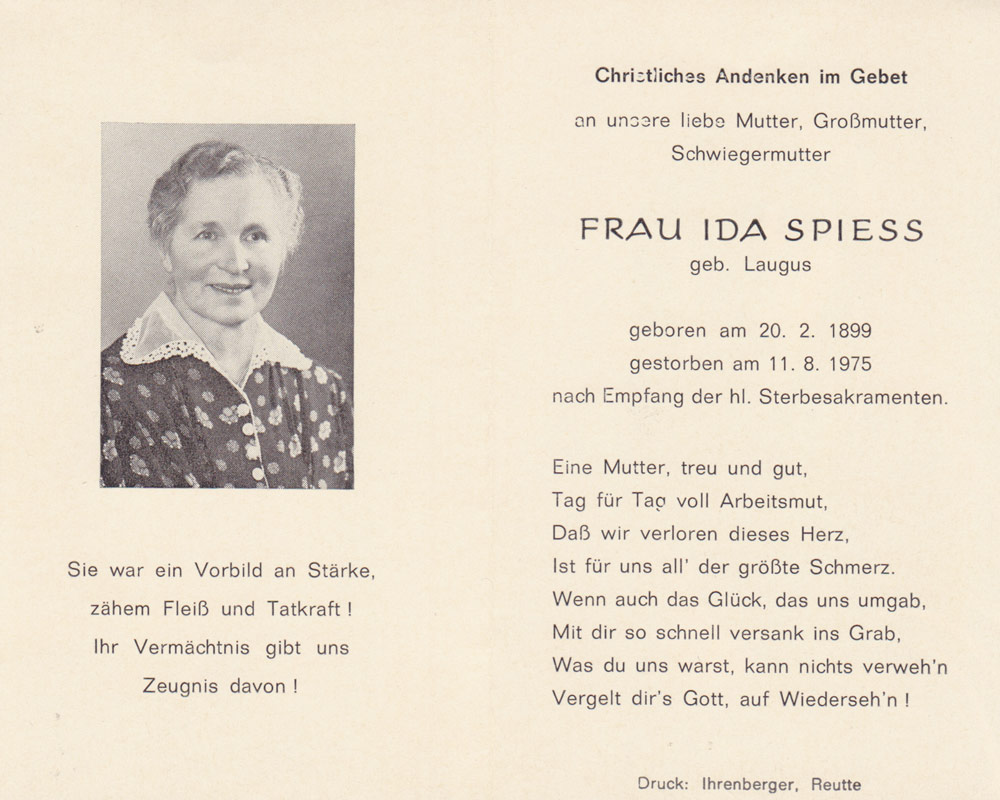 Sie war ein Vorbild an Stärke,
zähem Fleiß und Tatkraft !
Ihr Vermächtnis gibt uns
Zeugnis davon !
Christliches Andenken im Gebet
an unsere liebe Mutter, Großmutter,
Schwiegermutter
FRAU IDA SPIESS
geb. Laugus
geboren am 20. 2. 1899
gestorben am 11. 8. 1975
nach Empfang der hl. Sterbesakramenten.
Eine Mutter, treu und gut,
Tag für Tag voll Arbeitsmut,
Daß wir verloren dieses Herz,
Ist für uns all' der größte Schmerz.
Wenn auch das Glück, das uns umgab,
Mit dir so schnell versank ins Grab,
Was du uns warst, kann nichts verweh'n
Vergelt dir's Gott, auf Wiederseh'n !
Druck: Ihrenberger, Reutte